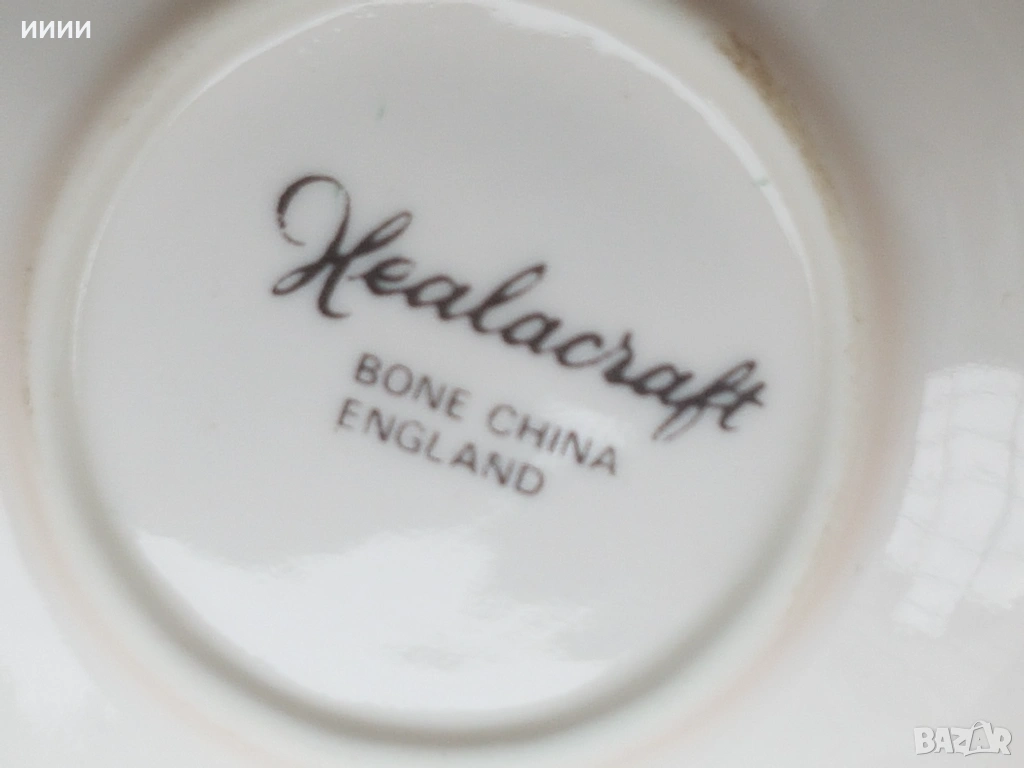 ииии
Healacraft
BONE CHINA
ENGLAND
BAZAR